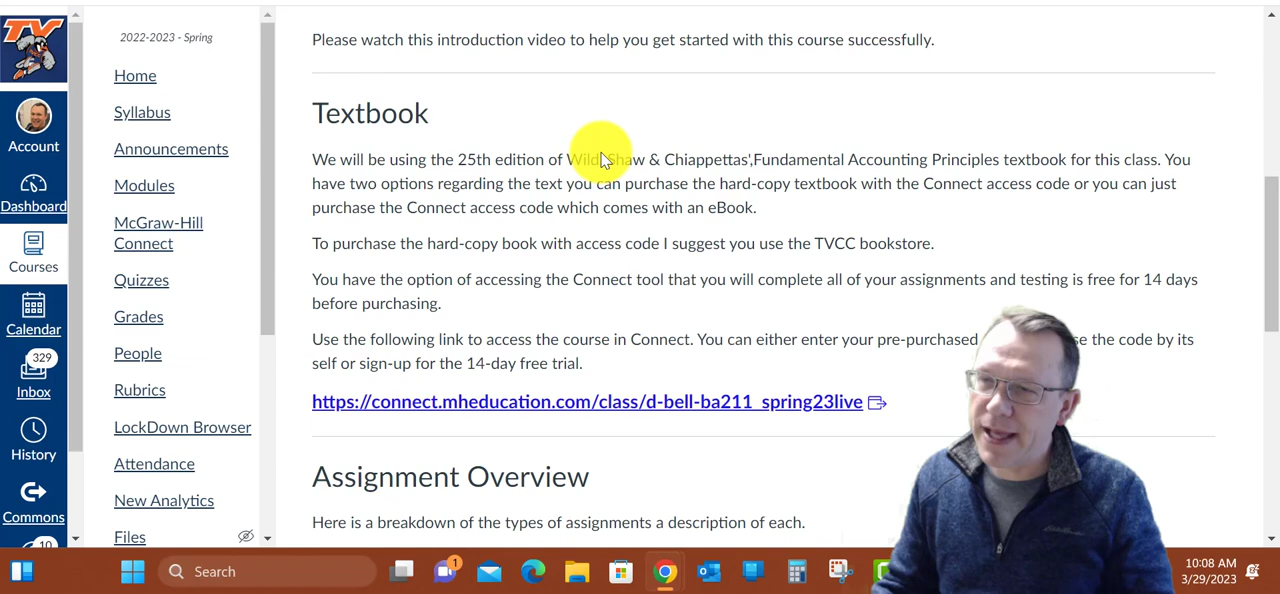 TV
Account
Dashboard
Courses
Calendar
329
Inbox
History
Commons
10
2022-2023 - Spring
Home
Syllabus
Announcements
Modules
McGraw-Hill
Connect
Quizzes
Grades
People
Rubrics
LockDown Browser
Attendance
New Analytics
Files
Please watch this introduction video to help you get started with this course successfully.
Textbook
We will be using the 25th edition of Wild, Shaw & Chiappettas',Fundamental Accounting Principles textbook for this class. You
have two options regarding the text you can purchase the hard-copy textbook with the Connect access code or you can just
purchase the Connect access code which comes with an eBook.
To purchase the hard-copy book with access code I suggest you use the TVCC bookstore.
You have the option of accessing the Connect tool that you will complete all of your assignments and testing is free for 14 days
before purchasing.
Use the following link to access the course in Connect. You can either enter your pre-purchased the code by its
self or sign-up for the 14-day free trial.
https://connect.mheducation.com/class/d-bell-ba211_spring23live
Assignment Overview
Here is a breakdown of the types of assignments a description of each.
Search
1
10:08 AM
3/29/2023